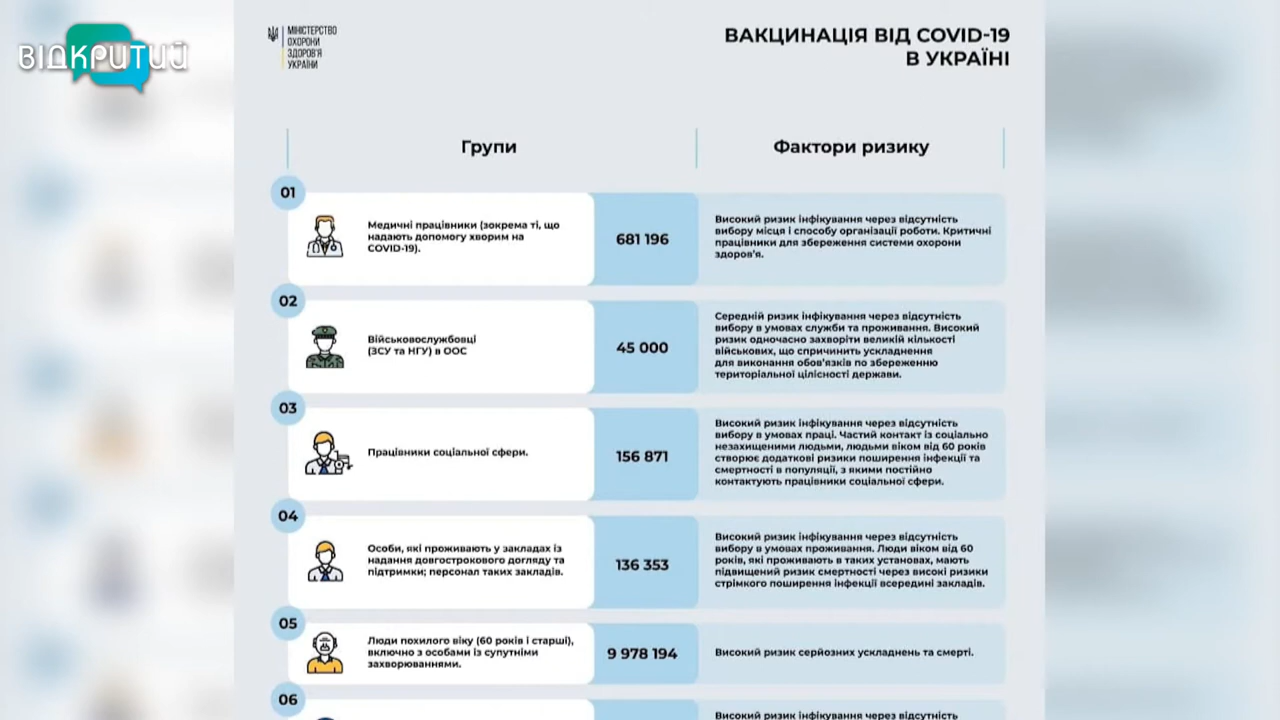 ВІДКРИТИЙ
МІНІСТЕРСТВО
ОХОРОНИ
ЗДОРОВ'Я
УКРАЇНИ
ВАКЦИНАЦІЯ ВІД COVID-19
В УКРАЇНІ
Групи
Фактори ризику
01
Медичні працівники (зокрема ті, що
надають допомогу хворим на
COVID-19).
681 196
Високий ризик інфікування через відсутність
вибору місця і способу організації роботи. Критичні
працівники для збереження системи охорони
здоров'я.
02
Військовослужбовці
(ЗСУ та НГУ) в ООС
45 000
Середній ризик інфікування через відсутність
вибору в умовах служби та проживання. Високий
ризик одночасно захворіти великій кількості
військових, що спричинить ускладнення
для виконання обов'язків по збереженню
територіальної цілісності держави.
03
Працівники соціальної сфери.
156 871
Високий ризик інфікування через відсутність
вибору в умовах праці. Частий контакт із соціально
незахищеними людьми, людьми віком від 60 років
створює додаткові ризики поширення інфекції та
смертності в популяції, з якими постійно
контактують працівники соціальної сфери.
04
Особи, які проживають у закладах із
надання довгострокового догляду та
підтримки; персонал таких закладів.
136 353
Високий ризик інфікування через відсутність
вибору в умовах проживання. Люди віком від 60
років, які проживають в таких установах, мають
підвищений ризик смертності через високі ризики
стрімкого поширення інфекції всередині закладів.
05
Люди похилого віку (60 років і старші),
включно з особами із супутніми
захворюваннями.
9 978 194
Високий ризик серйозних ускладнень та смерті.
06
Високий ризик інфікування через відсутність